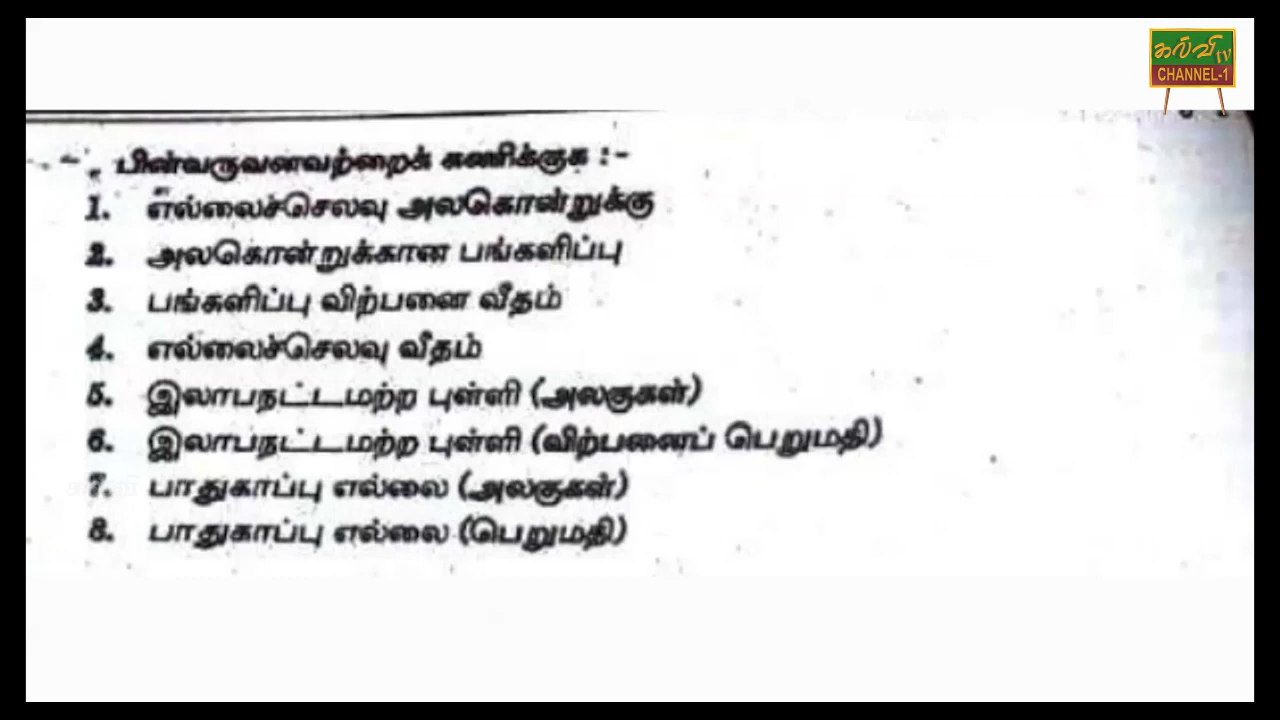 கல்வி TV
CHANNEL-1
பின்வருவனவற்றைக் கணிக்குக :-
1. எல்லைச்செலவு அலகொன்றுக்கு
2. அலகொன்றுக்கான பங்களிப்பு
3. பங்களிப்பு விற்பனை வீதம்
4. எல்லைச்செலவு வீதம்
5. இலாபநட்டமற்ற புள்ளி (அலகுகள்)
6. இலாபநட்டமற்ற புள்ளி (விற்பனைப் பெறுமதி)
7. பாதுகாப்பு எல்லை (அலகுகள்)
8. பாதுகாப்பு எல்லை (பெறுமதி)